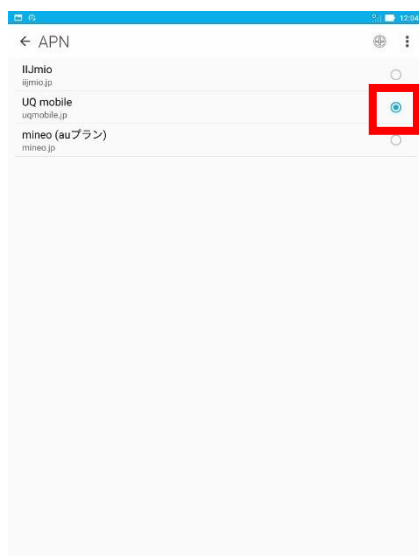 12:04
APN
IIJmio
iijmio.jp
UQ mobile
uqmobile.jp
mineo (auプラン)
mineo.jp